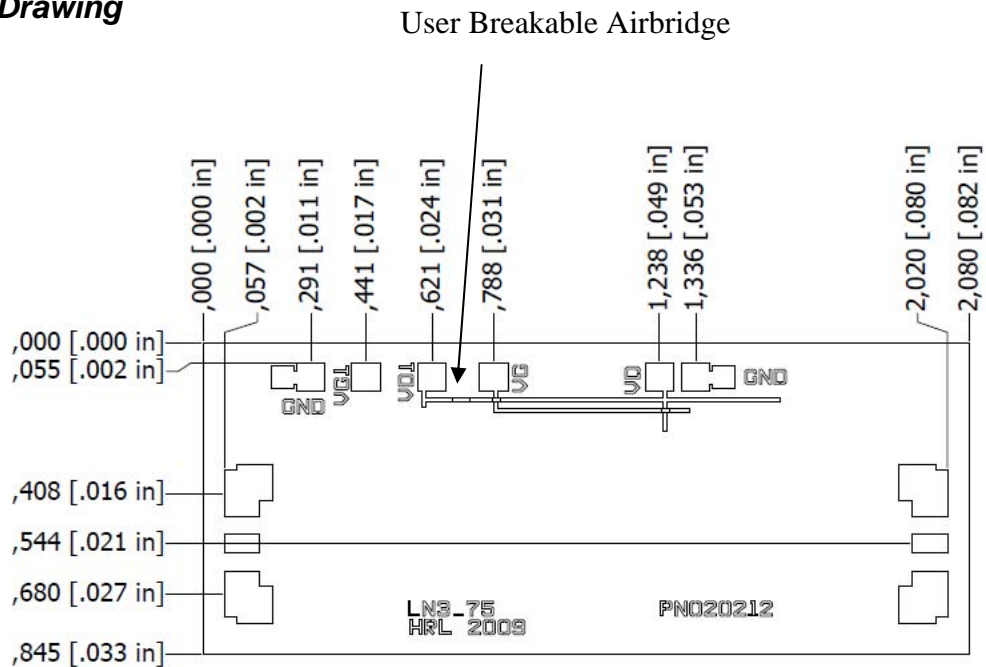 Drawing
User Breakable Airbridge
,000 [.000 in]
,057 [.002 in]
,291 [.011 in]
,441 [.017 in]
,621 [.024 in]
,788 [.031 in]
1,238 [.049 in]
1,336 [.053 in]
2,020 [.080 in]
2,080 [.082 in]
,000 [.000 in]
,055 [.002 in]
GND
VGT
VDT
VG
VD
GND
,408 [.016 in]
,544 [.021 in]
,680 [.027 in]
,845 [.033 in]
LN3_75
HRL 2009
PN020212